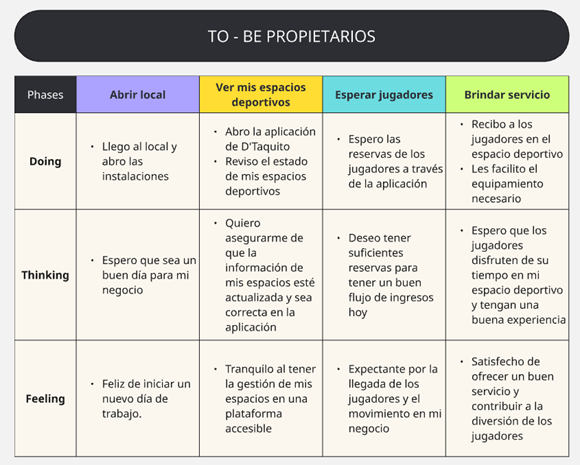 TO - BE PROPIETARIOS
Phases
Abrir local
Ver mis espacios
deportivos
Esperar jugadores
Brindar servicio
Doing
• Llego al local y
abro las
instalaciones
• Abro la aplicación
de D'Taquito
• Reviso el estado
de mis espacios
deportivos
• Espero las
reservas de los
jugadores a través
de la aplicación
• Recibo a los
jugadores en el
espacio deportivo
• Les facilito el
equipamiento
necesario
Thinking
• Espero que sea un
buen día para mi
negocio
• Quiero
asegurarme de
que la
información de
mis espacios esté
actualizada y sea
correcta en la
aplicación
• Deseo tener
suficientes
reservas para
tener un buen
flujo de ingresos
hoy
• Espero que los
jugadores
disfruten de su
tiempo en mi
espacio deportivo
y tengan una
buena experiencia
Feeling
• Feliz de iniciar un
nuevo día de
trabajo.
• Tranquilo al tener
la gestión de mis
espacios en una
plataforma
accesible
• Expectante por la
llegada de los
jugadores y el
movimiento en mi
negocio
• Satisfecho de
ofrecer un buen
servicio y
contribuir a la
diversión de los
jugadores